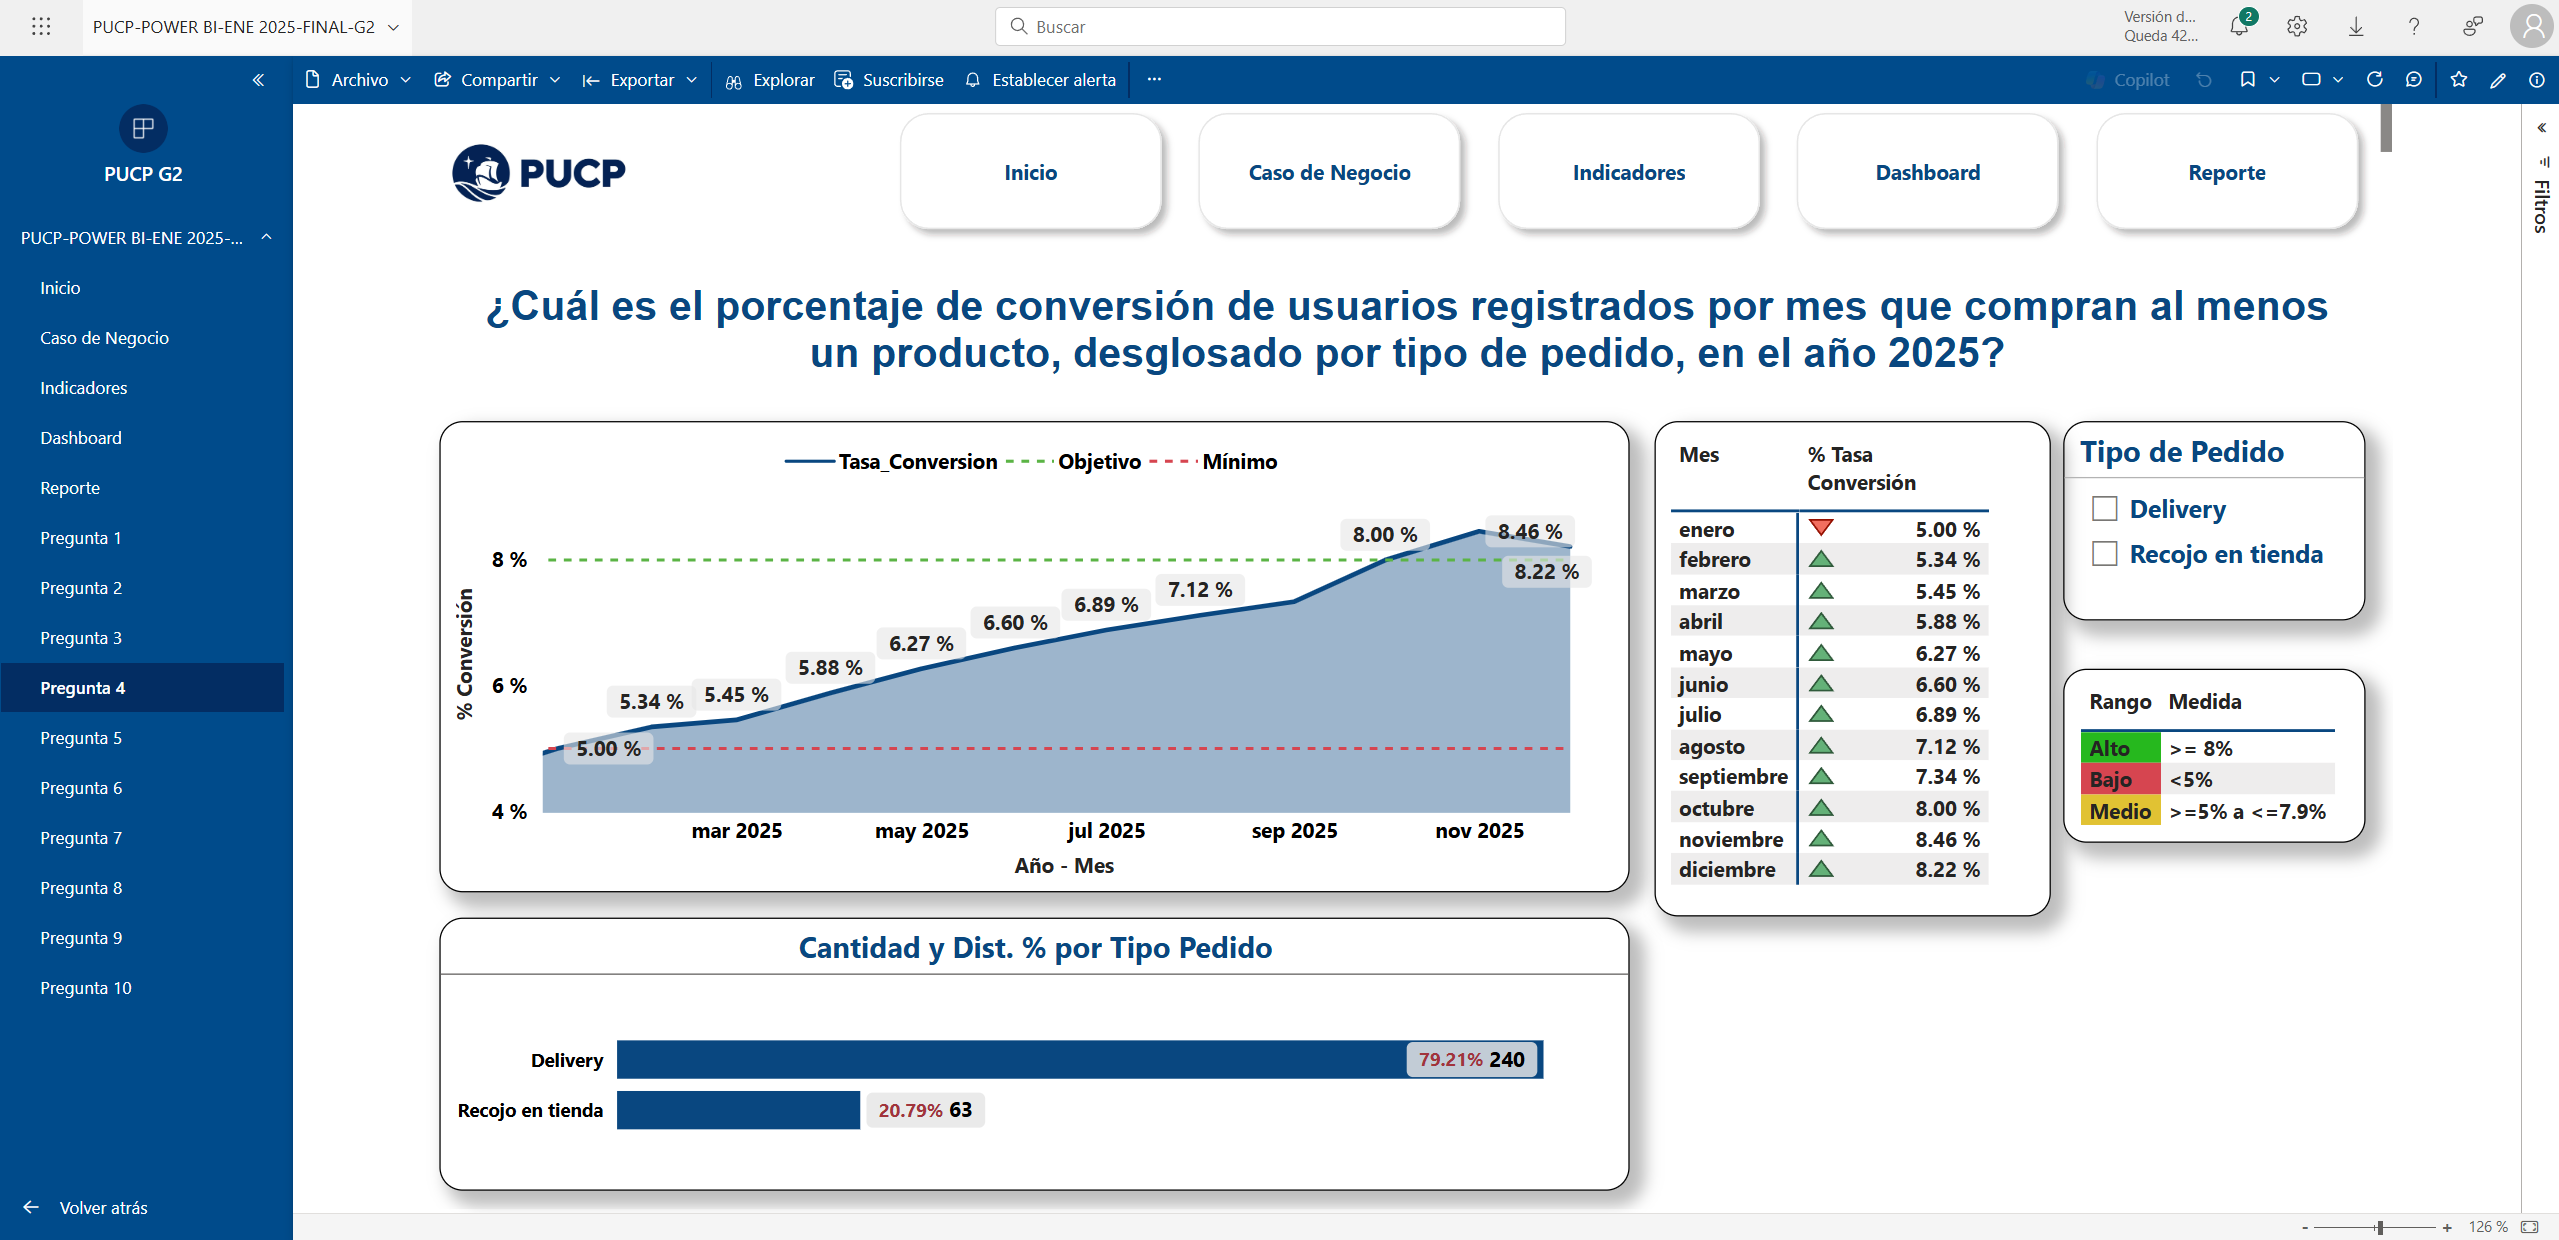 PUCP-POWER BI-ENE 2025-FINAL-G2
Buscar
Versión d...
Queda 42...
2
Archivo
Compartir
Exportar
Explorar
Suscribirse
Establecer alerta
Copilot
PUCP G2
PUCP-POWER BI-ENE 2025-...
Inicio
Caso de Negocio
Indicadores
Dashboard
Reporte
Pregunta 1
Pregunta 2
Pregunta 3
Pregunta 4
Pregunta 5
Pregunta 6
Pregunta 7
Pregunta 8
Pregunta 9
Pregunta 10
Volver atrás
PUCP
Inicio
Caso de Negocio
Indicadores
Dashboard
Reporte
Filtros
¿Cuál es el porcentaje de conversión de usuarios registrados por mes que compran al menos
un producto, desglosado por tipo de pedido, en el año 2025?
Tasa_Conversion
Objetivo
Mínimo
% Conversión
8 %
6 %
4 %
5.00 %
5.34 %
5.45 %
5.88 %
6.27 %
6.60 %
6.89 %
7.12 %
8.00 %
8.46 %
8.22 %
mar 2025
may 2025
jul 2025
sep 2025
nov 2025
Año - Mes
Mes % Tasa
Conversión
enero 5.00 %
febrero 5.34 %
marzo 5.45 %
abril 5.88 %
mayo 6.27 %
junio 6.60 %
julio 6.89 %
agosto 7.12 %
septiembre 7.34 %
octubre 8.00 %
noviembre 8.46 %
diciembre 8.22 %
Tipo de Pedido
Delivery
Recojo en tienda
Rango Medida
Alto >= 8%
Bajo <5%
Medio >=5% a <=7.9%
Cantidad y Dist. % por Tipo Pedido
Delivery 79.21% 240
Recojo en tienda 20.79% 63
- + 126 %